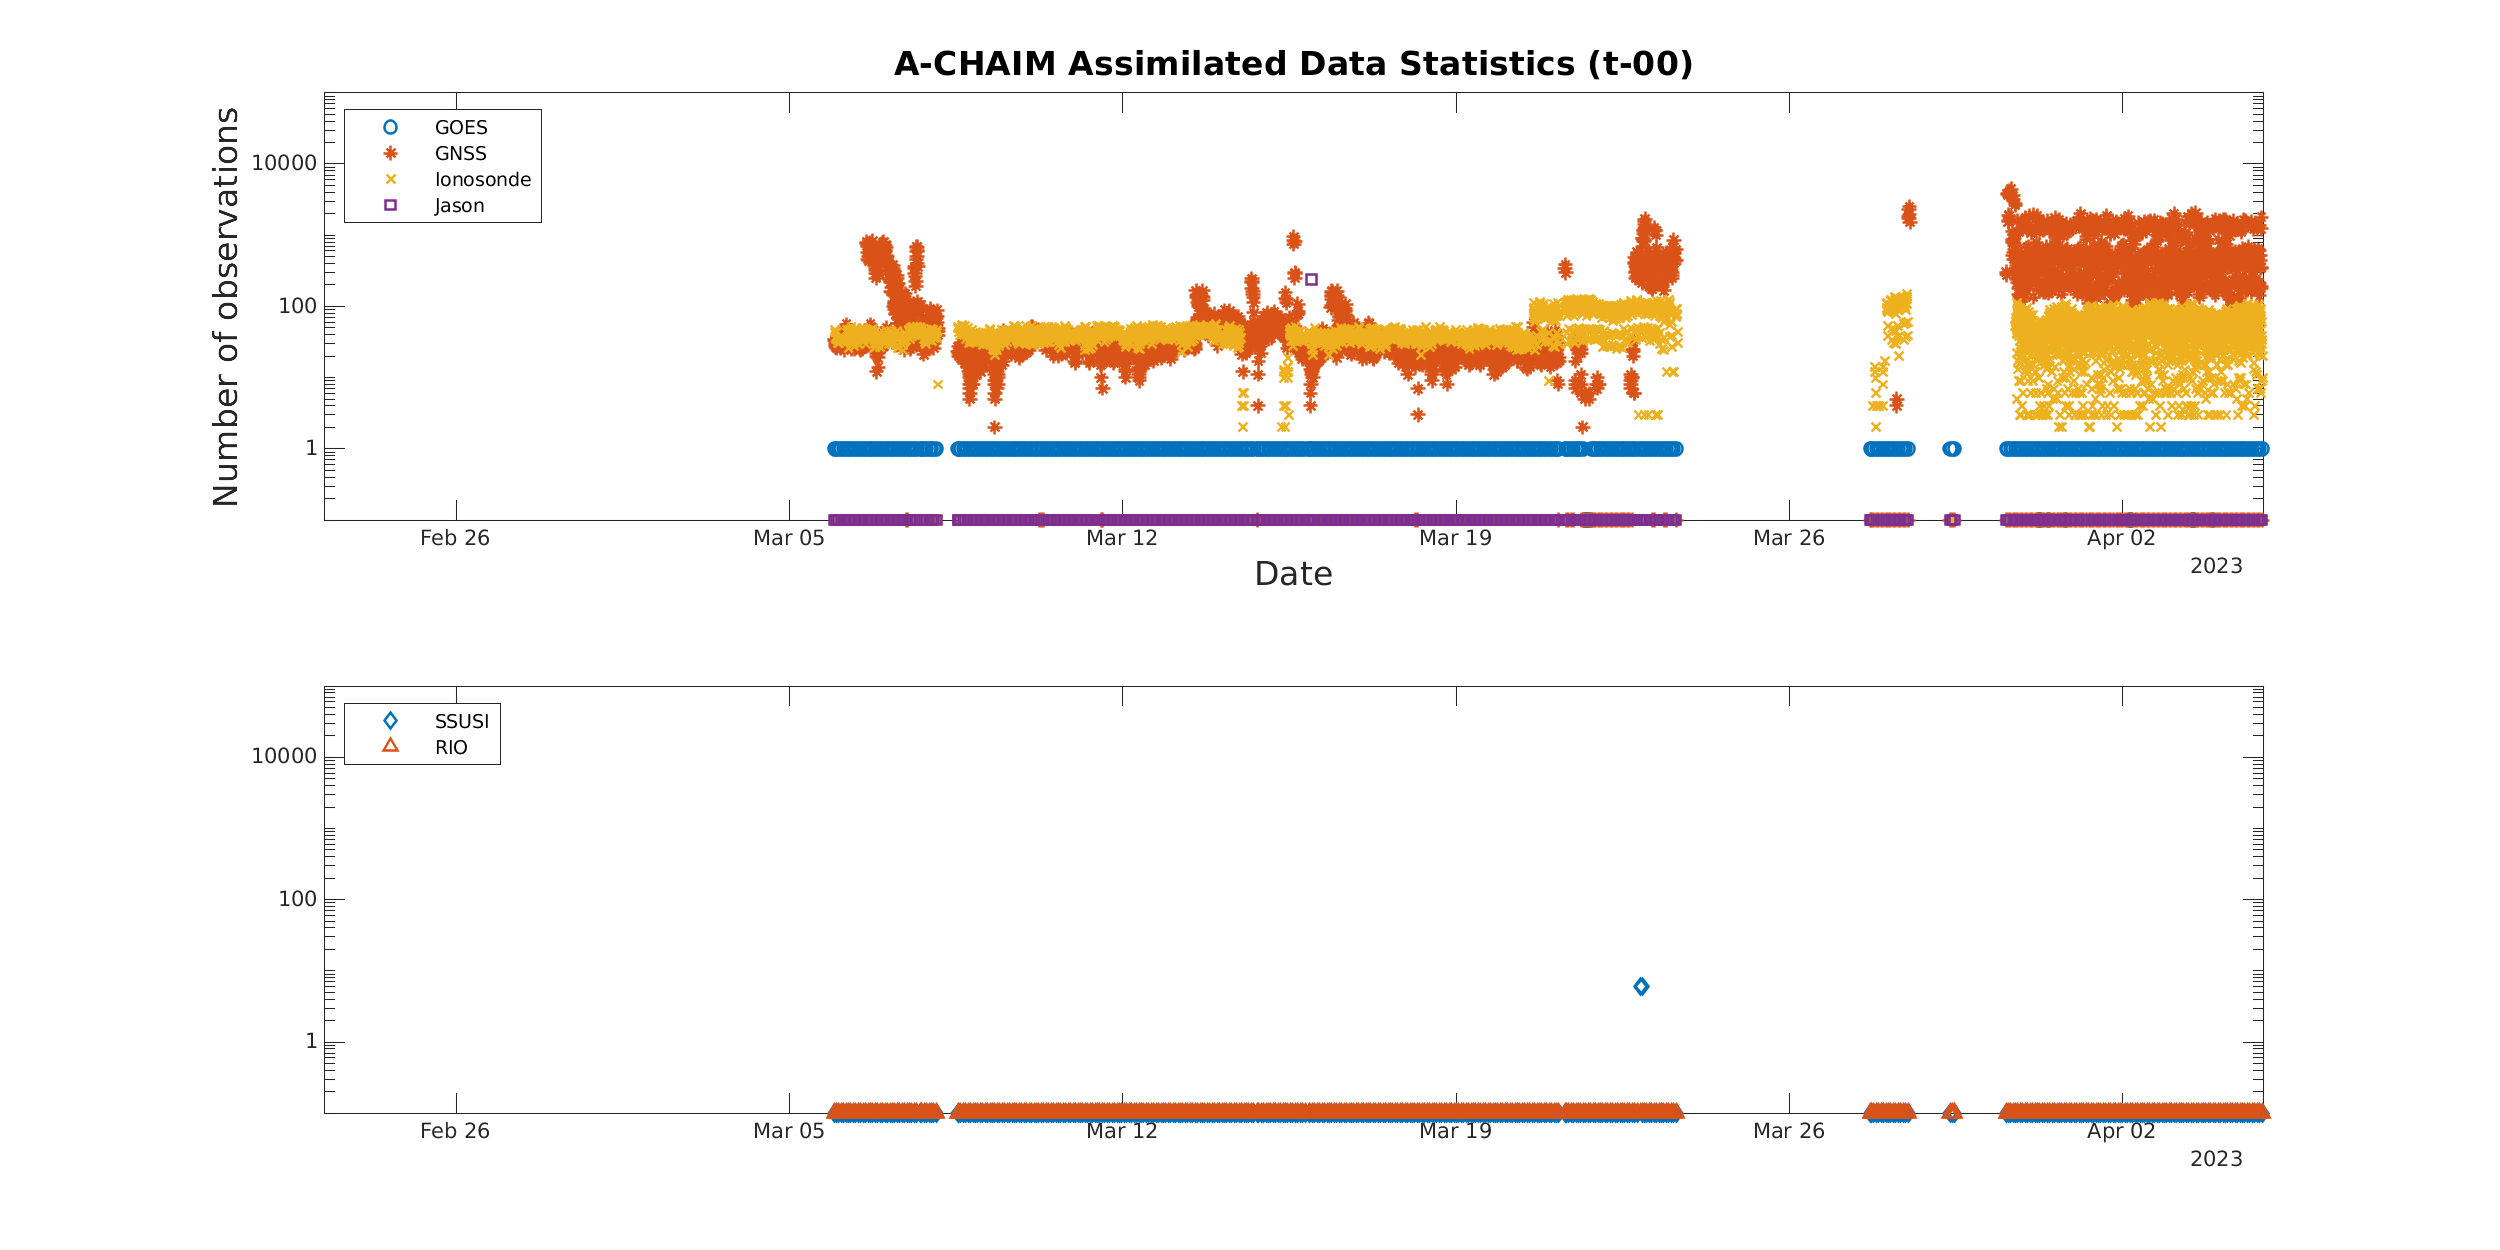 A-CHAIM Assimilated Data Statistics (t-00)
Number of observations
GOES
GNSS
Ionosonde
Jason
10000
100
1
Feb 26
Mar 05
Mar 12
Mar 19
Mar 26
Apr 02
2023
Date
SSUSI
RIO
10000
100
1
Feb 26
Mar 05
Mar 12
Mar 19
Mar 26
Apr 02
2023